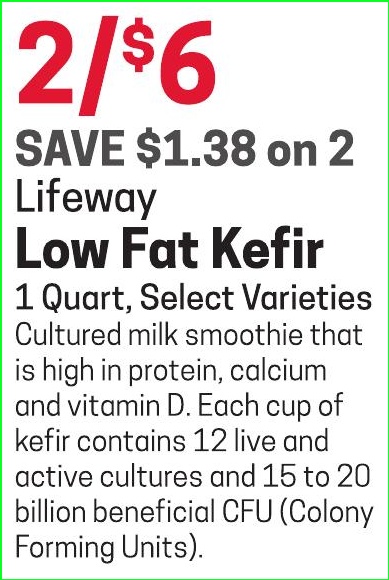 2/$6
SAVE $1.38 on 2
Lifeway
Low Fat Kefir
1 Quart, Select Varieties
Cultured milk smoothie that
is high in protein, calcium
and vitamin D. Each cup of
kefir contains 12 live and
active cultures and 15 to 20
billion beneficial CFU (Colony
Forming Units).